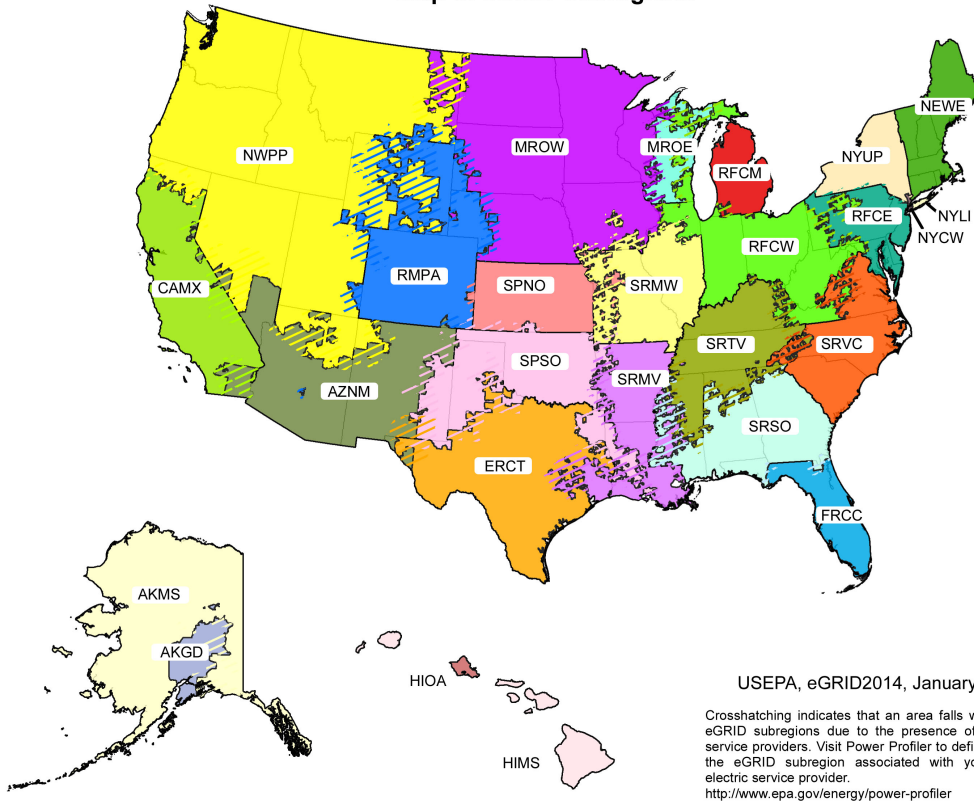 NEWE
NWPP
MROW
MROE
NYUP
RFCM
NYLI
RFCE
NYCW
RFCW
RMPA
CAMX
SPNO
SRMW
SRTV
SRVC
SPSO
SRMV
AZNM
SRSO
ERCT
FRCC
AKMS
AKGD
HIOA
HIMS
USEPA, eGRID2014, January
Crosshatching indicates that an area falls
eGRID subregions due to the presence of
service providers. Visit Power Profiler to
the eGRID subregion associated with
electric service provider.
http://www.epa.gov/energy/power-profiler